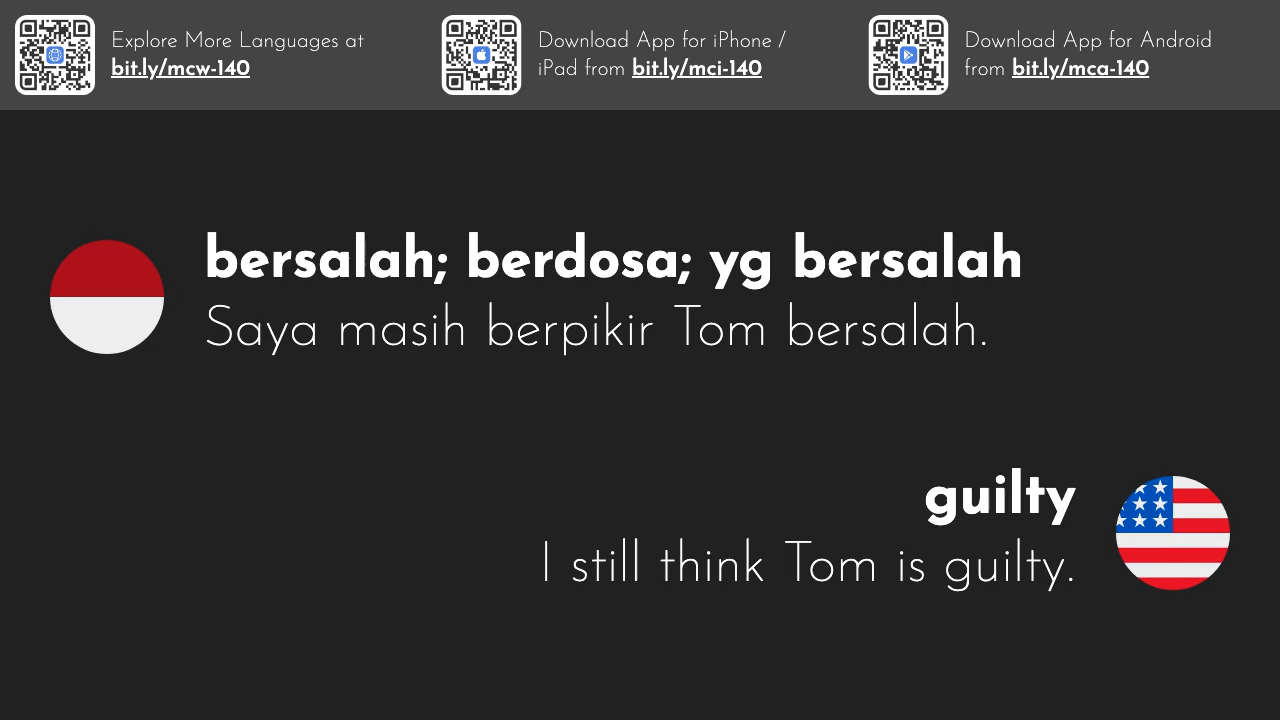 Explore More Languages at
bit.ly/mcw-140
Download App for iPhone /
iPad from bit.ly/mci-140
Download App for Android
from bit.ly/mca-140
bersalah; berdosa; yg bersalah
Saya masih berpikir Tom bersalah.
guilty
I still think Tom is guilty.